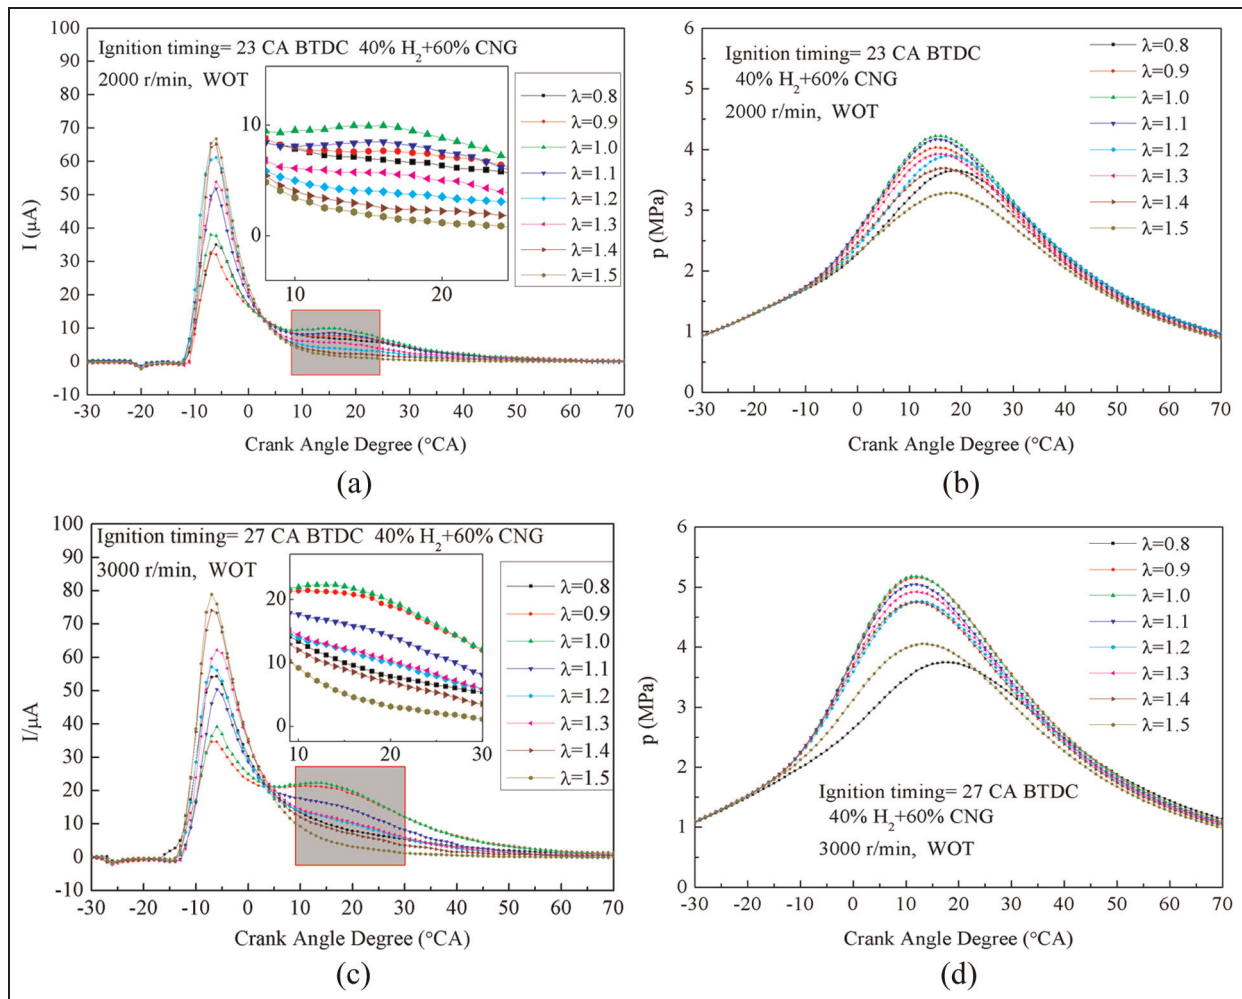 100
90
80
70
60
50
40
30
20
10
0
-10
I (μA)
Ignition timing= 23 CA BTDC 40% H2+60% CNG
2000 r/min, WOT
10
0
10 20
λ=0.8
λ=0.9
λ=1.0
λ=1.1
λ=1.2
λ=1.3
λ=1.4
λ=1.5
-30 -20 -10 0 10 20 30 40 50 60 70
Crank Angle Degree (°CA)
(a)
6
5
4
3
2
1
0
p (MPa)
Ignition timing= 23 CA BTDC
40% H2+60% CNG
2000 r/min, WOT
λ=0.8
λ=0.9
λ=1.0
λ=1.1
λ=1.2
λ=1.3
λ=1.4
λ=1.5
-30 -20 -10 0 10 20 30 40 50 60 70
Crank Angle Degree (°CA)
(b)
100
90
80
70
60
50
40
30
20
10
0
-10
I/μA
Ignition timing= 27 CA BTDC 40% H2+60% CNG
3000 r/min, WOT
20
10
0
10 20 30
λ=0.8
λ=0.9
λ=1.0
λ=1.1
λ=1.2
λ=1.3
λ=1.4
λ=1.5
-30 -20 -10 0 10 20 30 40 50 60 70
Crank Angle Degree (°CA)
(c)
6
5
4
3
2
1
0
p (MPa)
λ=0.8
λ=0.9
λ=1.0
λ=1.1
λ=1.2
λ=1.3
λ=1.4
λ=1.5
Ignition timing= 27 CA BTDC
40% H2+60% CNG
3000 r/min, WOT
-30 -20 -10 0 10 20 30 40 50 60 70
Crank Angle Degree (°CA)
(d)